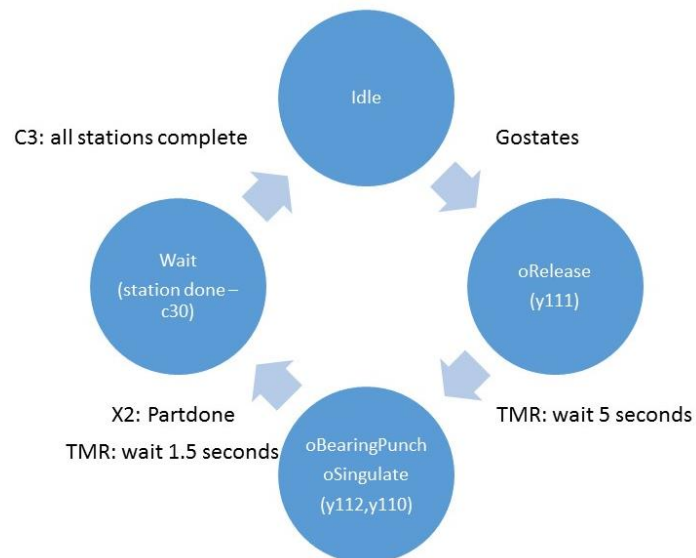 Idle
C3: all stations complete
Gostates
Wait
(station done –
c30)
oRelease
(y111)
X2: Partdone
TMR: wait 1.5 seconds
TMR: wait 5 seconds
oBearingPunch
oSingulate
(y112,y110)